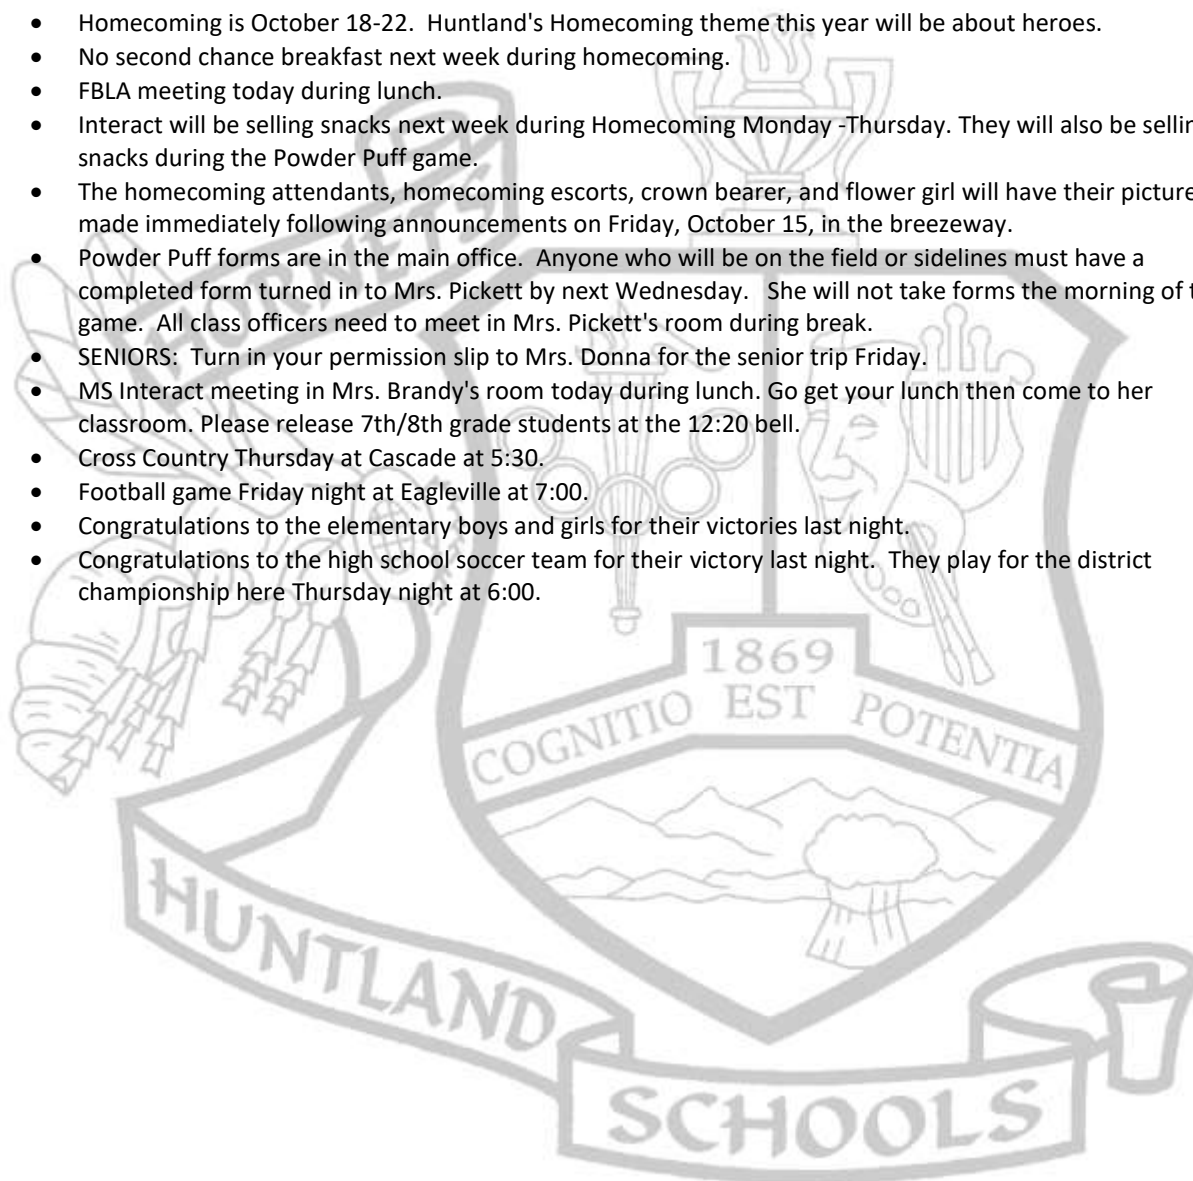 • Homecoming is October 18-22.  Huntland's Homecoming theme this year will be about heroes.
• No second chance breakfast next week during homecoming.
• FBLA meeting today during lunch.
• Interact will be selling snacks next week during Homecoming Monday -Thursday. They will also be sellin
snacks during the Powder Puff game.
• The homecoming attendants, homecoming escorts, crown bearer, and flower girl will have their picture
made immediately following announcements on Friday, October 15, in the breezeway.
• Powder Puff forms are in the main office.  Anyone who will be on the field or sidelines must have a
completed form turned in to Mrs. Pickett by next Wednesday.   She will not take forms the morning of t
game.  All class officers need to meet in Mrs. Pickett's room during break.
• SENIORS:  Turn in your permission slip to Mrs. Donna for the senior trip Friday.
• MS Interact meeting in Mrs. Brandy's room today during lunch. Go get your lunch then come to her
classroom. Please release 7th/8th grade students at the 12:20 bell.
• Cross Country Thursday at Cascade at 5:30.
• Football game Friday night at Eagleville at 7:00.
• Congratulations to the elementary boys and girls for their victories last night.
• Congratulations to the high school soccer team for their victory last night.  They play for the district
championship here Thursday night at 6:00.
HORNETS
1869
COGNITIO EST POTENTIA
HUNTLAND
SCHOOLS